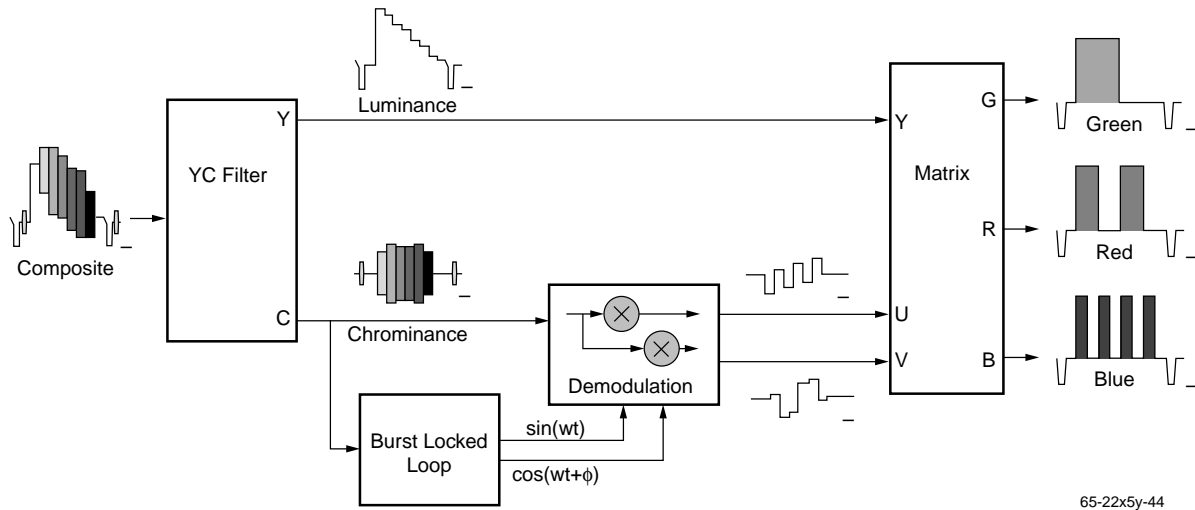 Luminance
Y
YC Filter
Composite
C
Chrominance
Demodulation
Burst Locked
Loop
sin(wt)
cos(wt+ϕ)
Matrix
Y
U
V
G
R
B
Green
Red
Blue
65-22x5y-44